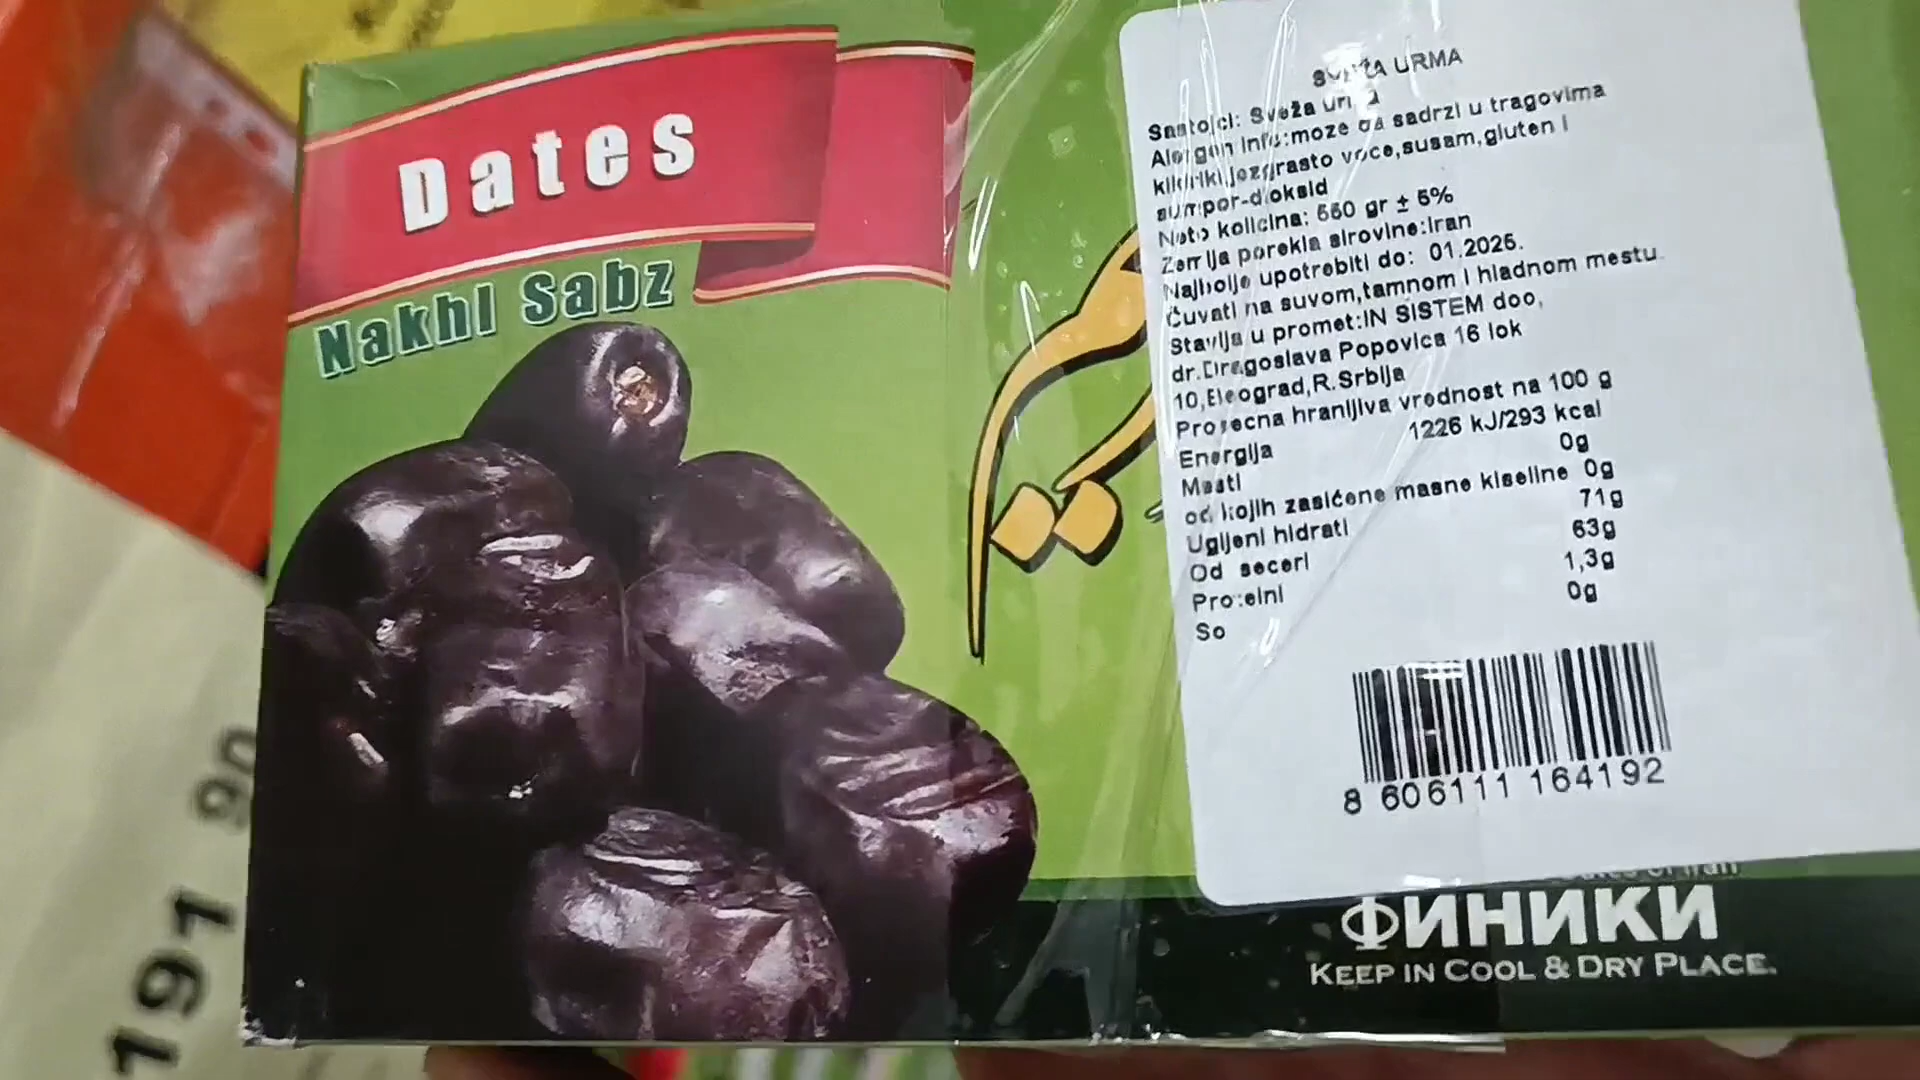 Dates
Nakhl Sabz
SVEŽA URMA
Sastojci: Sveža urma
Alergen info:moze da sadrzi u tragovima
kikiriki,jezgrasto voce,susam,gluten i
sumpor-dioksid
Neto kolicina: 550 gr ± 5%
Zemlja porekla sirovine:Iran
Najbolje upotrebiti do: 01.2025.
Čuvati na suvom,tamnom i hladnom mestu.
Stavlja u promet:IN SISTEM doo,
dr.Dragoslava Popovica 16 lok
10,Beograd,R.Srbija
Prosecna hranljiva vrednost na 100 g
Energija 1226 kJ/293 kcal
Masti 0g
od kojih zasićene masne kiseline 0g
Ugljeni hidrati 71g
Od seceri 63g
Proteini 1,3g
So 0g
8 606111 164192
ФИНИКИ
KEEP IN COOL & DRY PLACE.
191 90